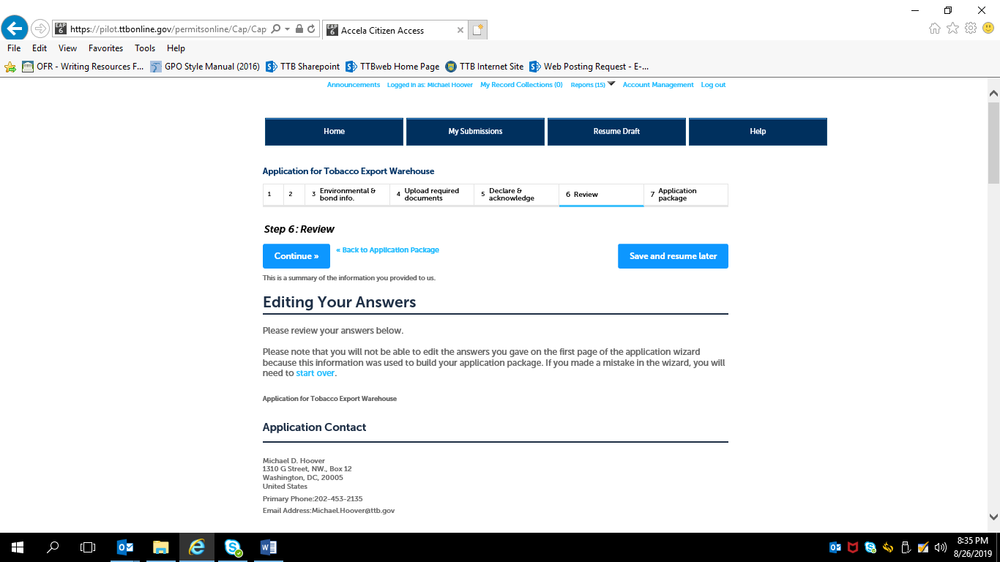 https://pilot.ttbonline.gov/permitsonline/Cap/Cap
EAP 6 Accela Citizen Access
File Edit View Favorites Tools Help
OFR - Writing Resources F... GPO Style Manual (2016) TTB Sharepoint TTBweb Home Page TTB Internet Site Web Posting Request - E-...
Announcements Logged in as: Michael Hoover My Record Collections (0) Reports (15) Account Management Log out
Home My Submissions Resume Draft Help
Application for Tobacco Export Warehouse
1 2 3 Environmental & bond info. 4 Upload required documents 5 Declare & acknowledge 6 Review 7 Application package
Step 6: Review
Continue » « Back to Application Package Save and resume later
This is a summary of the information you provided to us.
Editing Your Answers
Please review your answers below.
Please note that you will not be able to edit the answers you gave on the first page of the application wizard
because this information was used to build your application package. If you made a mistake in the wizard, you will
need to start over.
Application for Tobacco Export Warehouse
Application Contact
Michael D. Hoover
1310 G Street, NW., Box 12
Washington, DC, 20005
United States
Primary Phone:202-453-2135
Email Address:Michael.Hoover@ttb.gov
8:35 PM
8/26/2019